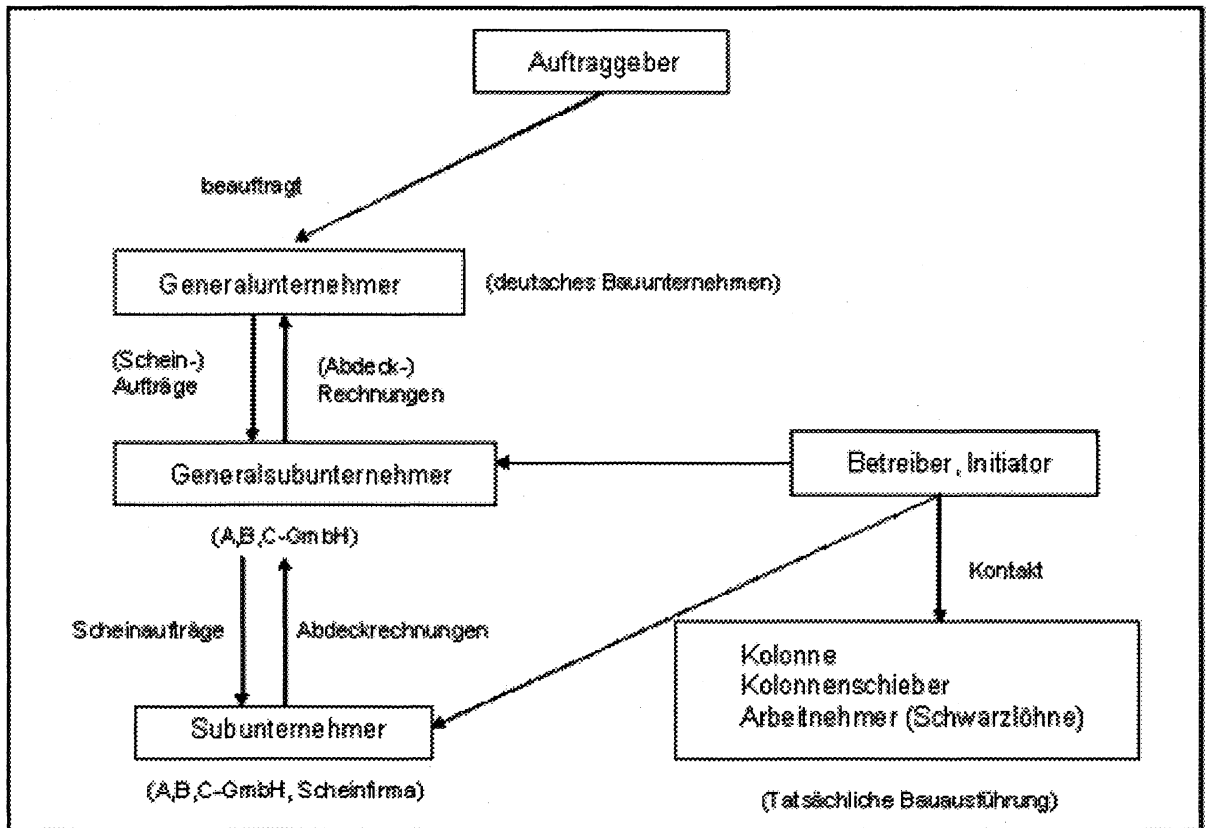 Auftraggeber
beauftragt
Generalunternehmer
(deutsches Bauunternehmen)
(Schein-)
Aufträge
(Abdeck-)
Rechnungen
Generalsubunternehmer
Betreiber, Initiator
(A,B,C-GmbH)
Kontakt
Scheinaufträge
Abdeckrechnungen
Kolonne
Kolonnenschieber
Arbeitnehmer (Schwarzlöhne)
Subunternehmer
(A,B,C-GmbH, Scheinfirma)
(Tatsächliche Bauausführung)